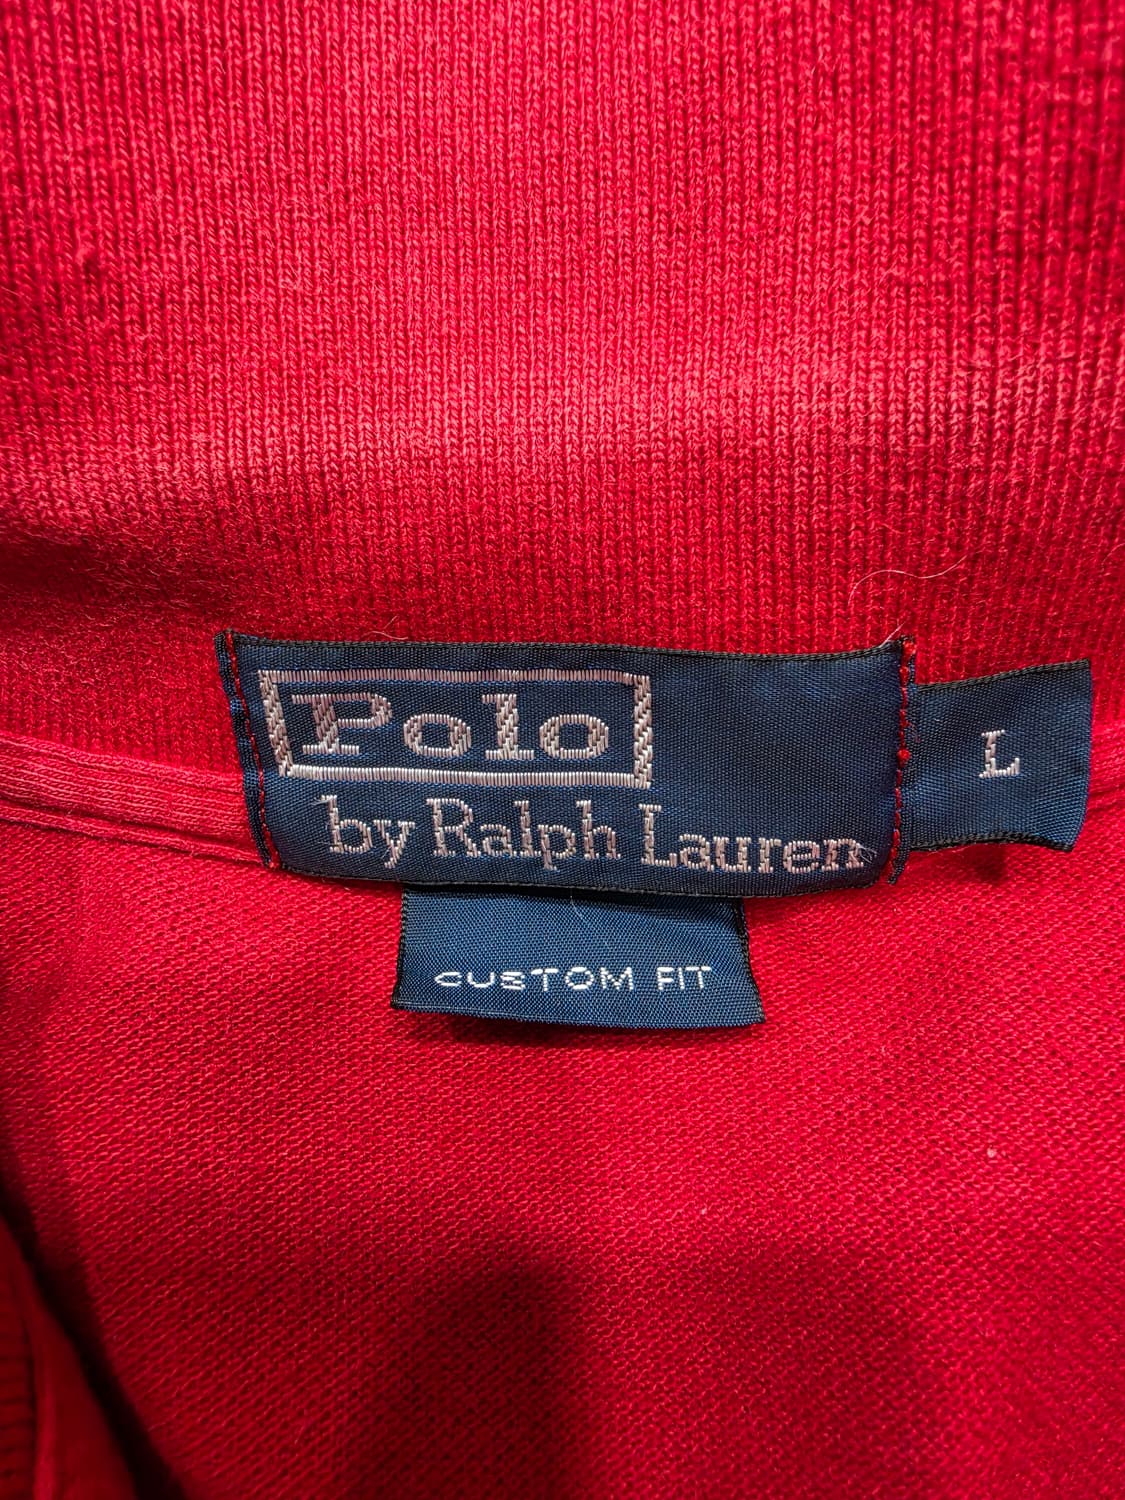 Polo
by Ralph Lauren
L
CUSTOM FIT